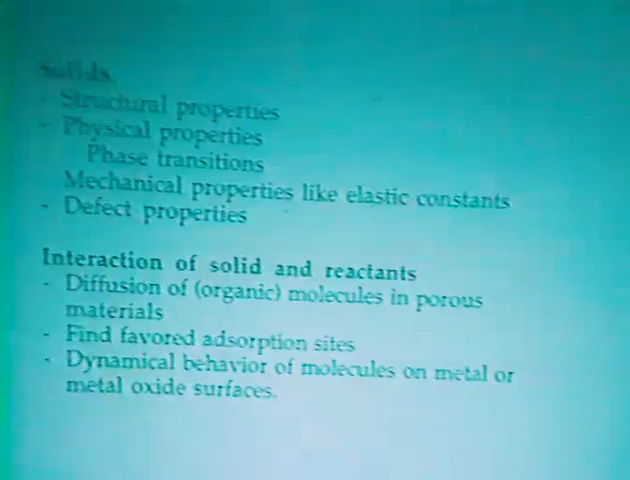 Solids.
- Structural properties
- Physical properties
Phase transitions
Mechanical properties like elastic constants
- Defect properties
Interaction of solid and reactants
- Diffusion of (organic) molecules in porous
materials
- Find favored adsorption sites
- Dynamical behavior of molecules on metal or
metal oxide surfaces.